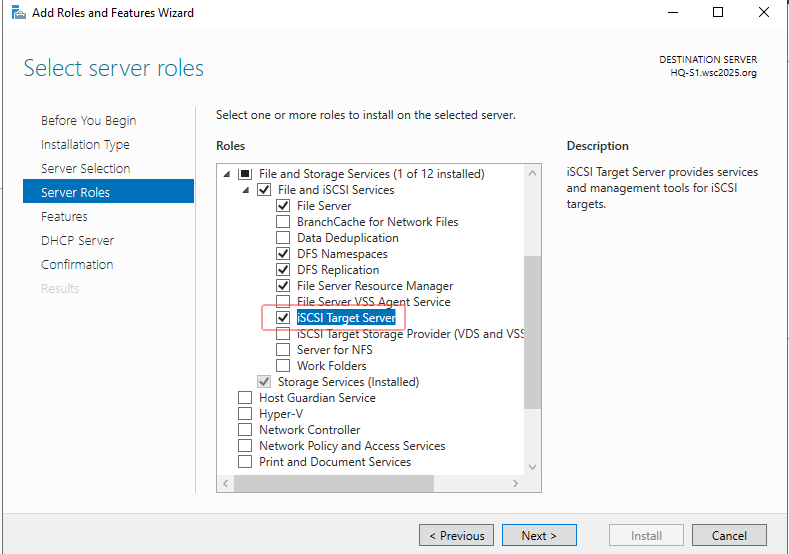 Add Roles and Features Wizard
Select server roles
DESTINATION SERVER
HQ-S1.wsc2025.org
Before You Begin
Installation Type
Server Selection
Server Roles
Features
DHCP Server
Confirmation
Results
Select one or more roles to install on the selected server.
Roles
File and Storage Services (1 of 12 installed)
File and iSCSI Services
File Server
BranchCache for Network Files
Data Deduplication
DFS Namespaces
DFS Replication
File Server Resource Manager
File Server VSS Agent Service
iSCSI Target Server
iSCSI Target Storage Provider (VDS and VSS
Server for NFS
Work Folders
Storage Services (Installed)
Host Guardian Service
Hyper-V
Network Controller
Network Policy and Access Services
Print and Document Services
Description
iSCSI Target Server provides services
and management tools for iSCSI
targets.
< Previous
Next >
Install
Cancel